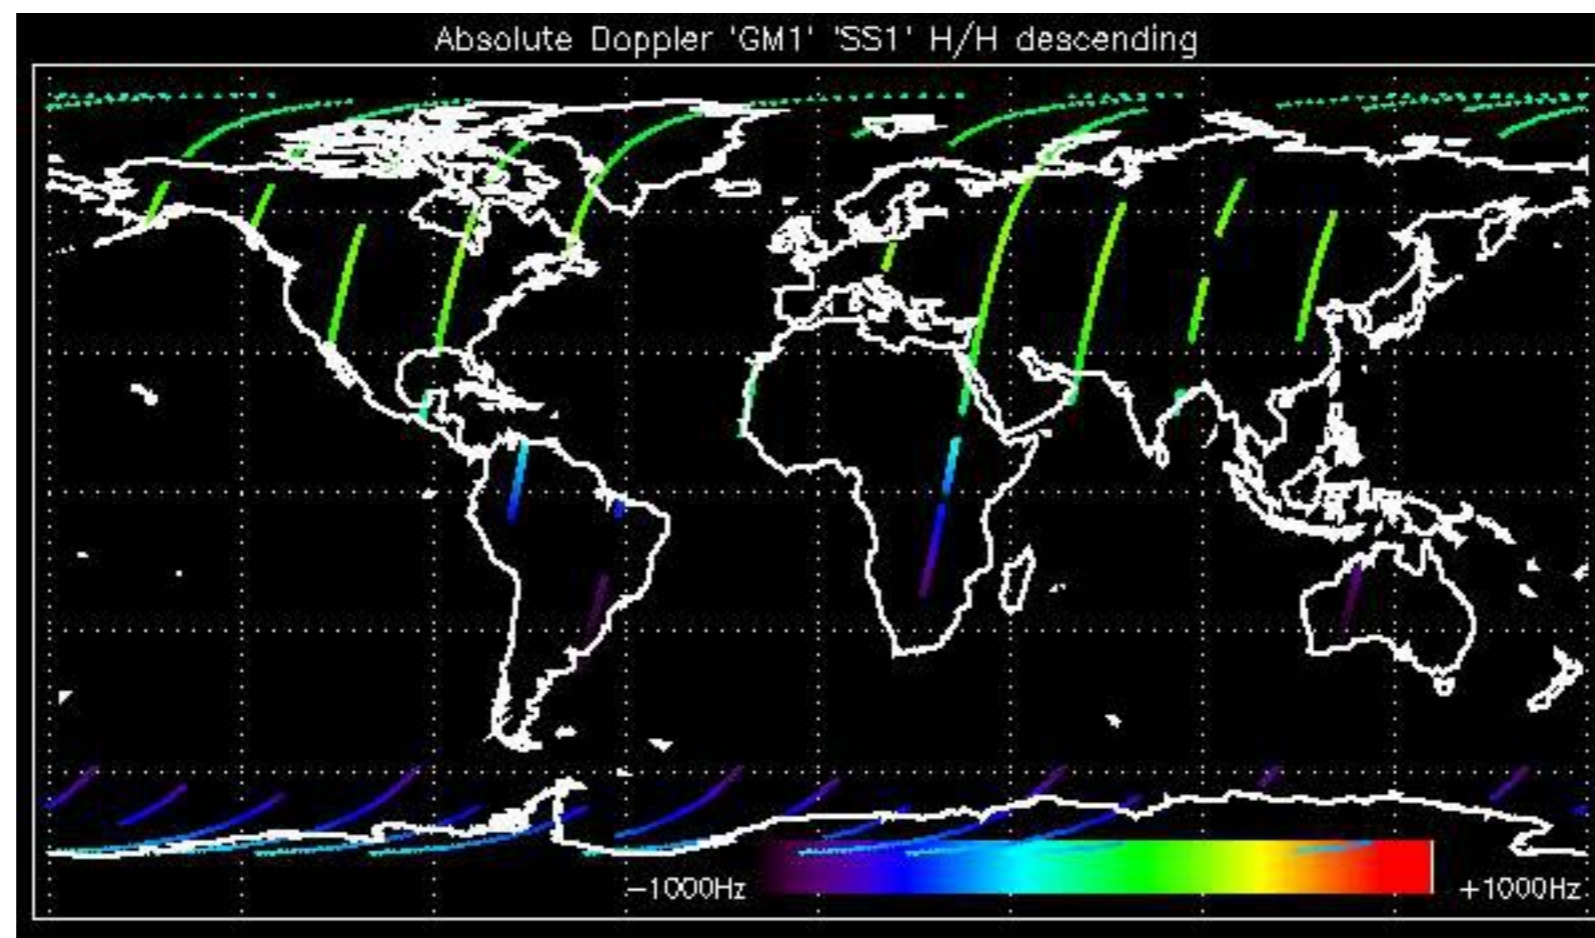 Absolute Doppler 'GM1' 'SS1' H/H descending
−1000Hz
+1000Hz